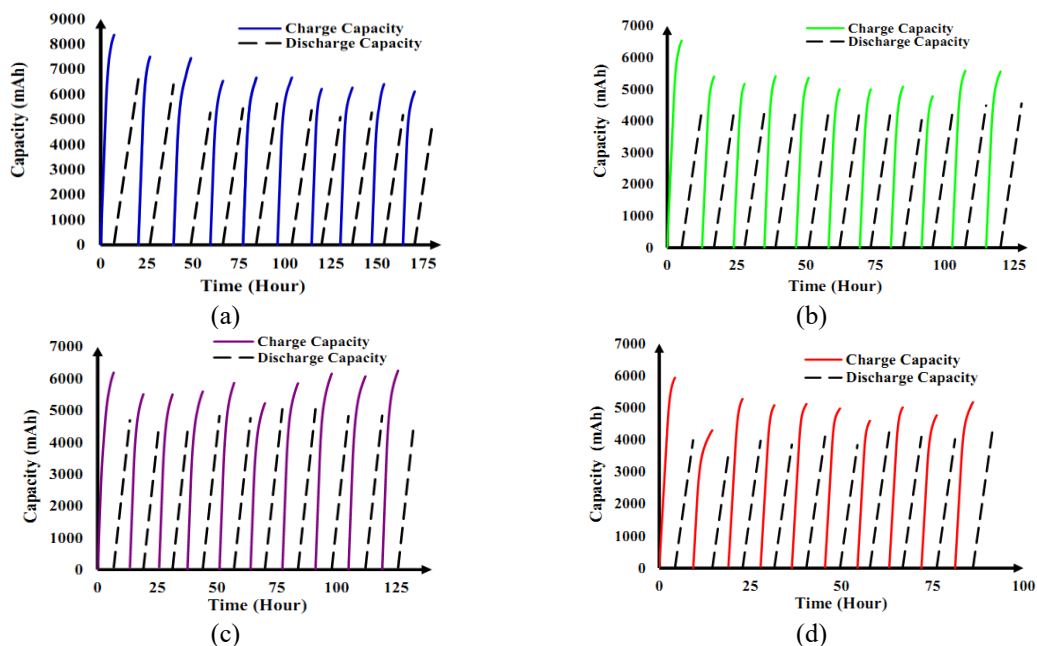 9000
8000
7000
6000
5000
4000
3000
2000
1000
0
Capacity (mAh)
Charge Capacity
Discharge Capacity
0 25 50 75 100 125 150 175
Time (Hour)
(a)
7000
6000
5000
4000
3000
2000
1000
0
Capacity (mAh)
Charge Capacity
Discharge Capacity
0 25 50 75 103 125
Time (Hour)
(b)
7000
6000
5000
4000
3000
2000
1000
0
Capacity (mAh)
Charge Capacity
Discharge Capacity
0 25 50 75 100 125
Time (Hour)
(c)
7000
6000
5000
4000
3000
2000
1000
0
Capacity (mAh)
Charge Capacity
Discharge Capacity
0 25 50 75 100
Time (Hour)
(d)